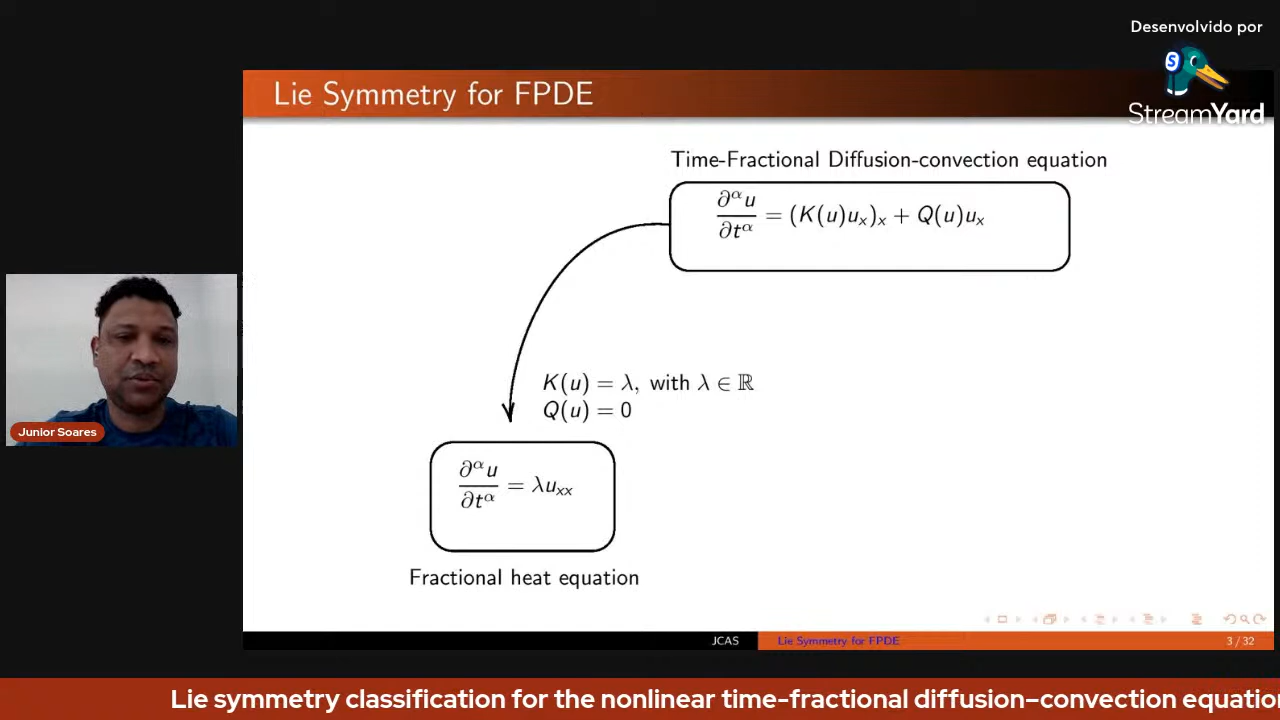 Desenvolvido por
StreamYard
Lie Symmetry for FPDE
Time-Fractional Diffusion-convection equation
∂^α u / ∂t^α = (K(u)u_x)_x + Q(u)u_x
K(u) = λ, with λ ∈ ℝ
Q(u) = 0
∂^α u / ∂t^α = λu_xx
Fractional heat equation
Junior Soares
JCAS
Lie Symmetry for FPDE
3 / 32
Lie symmetry classification for the nonlinear time-fractional diffusion–convection equatio